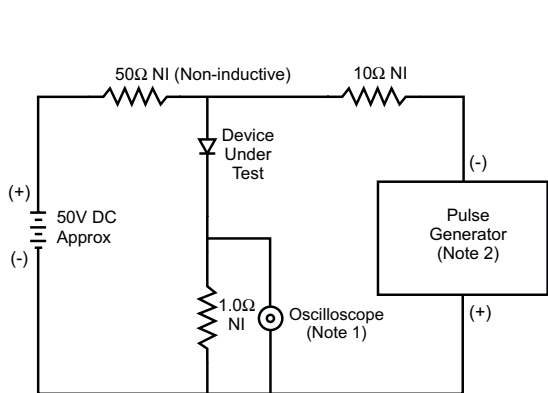 50Ω NI (Non-inductive)
10Ω NI
Device
Under
Test
(+)
50V DC
Approx
(-)
(-)
Pulse
Generator
(Note 2)
(+)
1.0Ω
NI
Oscilloscope
(Note 1)